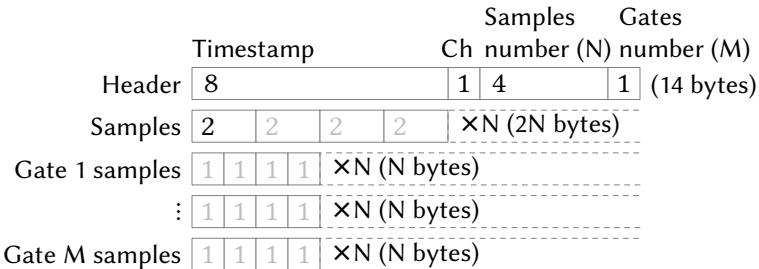 Samples Gates
Timestamp Ch number (N) number (M)
Header 8 1 4 1 (14 bytes)
Samples 2 2 2 2 ×N (2N bytes)
Gate 1 samples 1 1 1 1 ×N (N bytes)
⋮ 1 1 1 1 ×N (N bytes)
Gate M samples 1 1 1 1 ×N (N bytes)